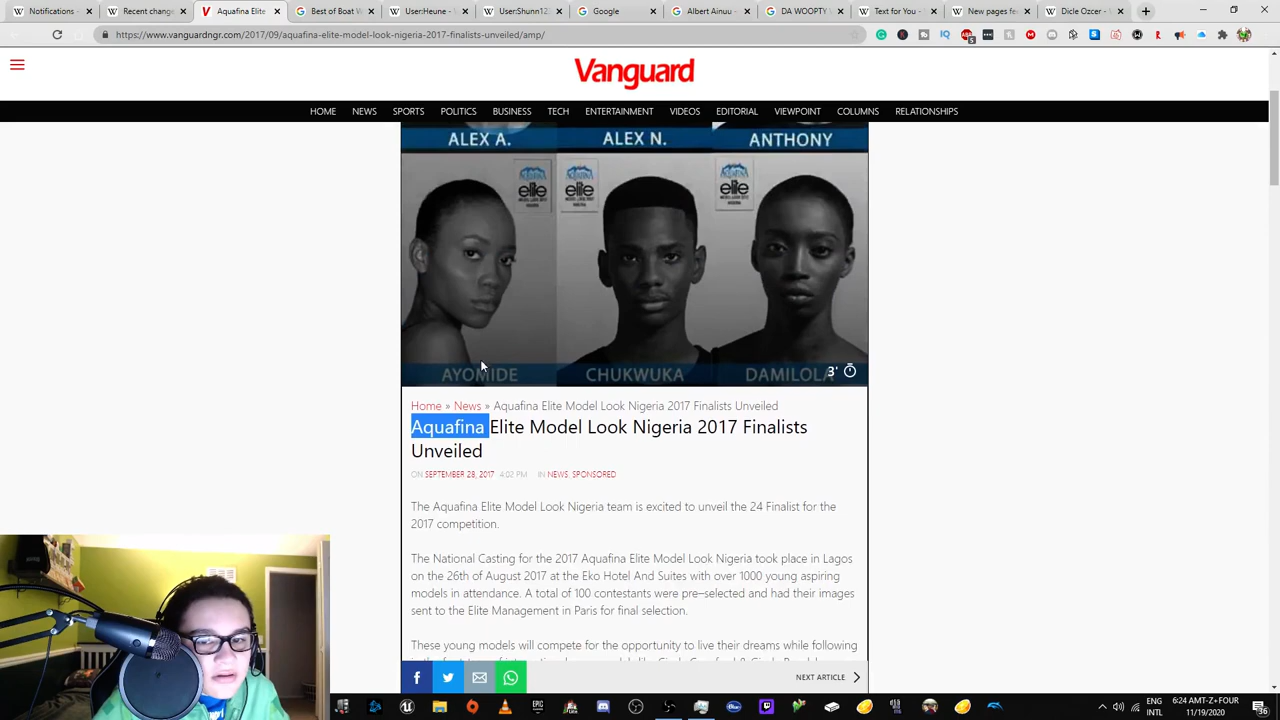 Notifications -
Recent change
Aquafina Elite
Best of Boat W
User:Heune - W
User:Shunn12
Google
Albert Ainuu -
DA WOOPTY
Text for You -
New pages fee
Dicle Ozcer -
https://www.vanguardngr.com/2017/09/aquafina-elite-model-look-nigeria-2017-finalists-unveiled/amp/
Vanguard
HOME NEWS SPORTS POLITICS BUSINESS TECH ENTERTAINMENT VIDEOS EDITORIAL VIEWPOINT COLUMNS RELATIONSHIPS
ALEX A. ALEX N. ANTHONY
elite elite elite
AYOMIDE CHUKWUKA DAMILOLA 3'
Home » News » Aquafina Elite Model Look Nigeria 2017 Finalists Unveiled
Aquafina Elite Model Look Nigeria 2017 Finalists
Unveiled
ON SEPTEMBER 28, 2017 4:02 PM IN NEWS, SPONSORED
The Aquafina Elite Model Look Nigeria team is excited to unveil the 24 Finalist for the
2017 competition.
The National Casting for the 2017 Aquafina Elite Model Look Nigeria took place in Lagos
on the 26th of August 2017 at the Eko Hotel And Suites with over 1000 young aspiring
models in attendance. A total of 100 contestants were pre–selected and had their images
sent to the Elite Management in Paris for final selection.
These young models will compete for the opportunity to live their dreams while following
NEXT ARTICLE
ENG
INTL
6:24 AMT-Z+FOUR
11/19/2020
36